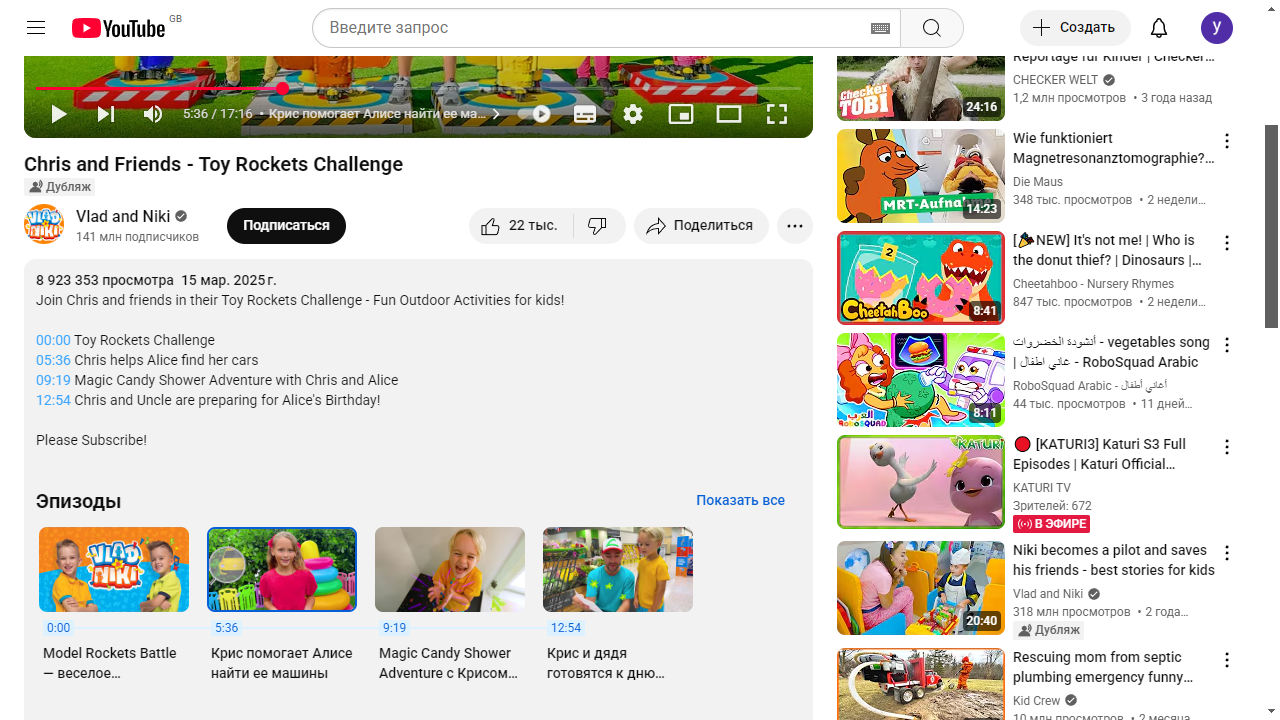 YouTube
GB
Введите запрос
Создать
y
5:36 / 17:16 • Крис помогает Алисе найти ее ма...
Chris and Friends - Toy Rockets Challenge
Дубляж
Vlad and Niki
141 млн подписчиков
Подписаться
22 тыс.
Поделиться
8 923 353 просмотра 15 мар. 2025 г.
Join Chris and friends in their Toy Rockets Challenge - Fun Outdoor Activities for kids!
00:00 Toy Rockets Challenge
05:36 Chris helps Alice find her cars
09:19 Magic Candy Shower Adventure with Chris and Alice
12:54 Chris and Uncle are preparing for Alice's Birthday!
Please Subscribe!
Эпизоды
Показать все
VLAD
NIKI
0:00
Model Rockets Battle
— веселое...
5:36
Крис помогает Алисе
найти ее машины
9:19
Magic Candy Shower
Adventure с Крисом...
12:54
Крис и дядя
готовятся к дню...
Reportage für Kinder | Checker...
CHECKER WELT
1,2 млн просмотров • 3 года назад
Checker
TOBI
24:16
Wie funktioniert
Magnetresonanztomographie?...
Die Maus
348 тыс. просмотров • 2 недели...
MRT-Aufnahme
14:23
[🎉NEW] It's not me! | Who is
the donut thief? | Dinosaurs |...
Cheetahboo - Nursery Rhymes
847 тыс. просмотров • 2 недели...
2
CHEETAHBOO
8:41
أنشودة الخضروات - vegetables song
| غاني اطفال - RoboSquad Arabic
RoboSquad Arabic - أغاني أطفال
44 тыс. просмотров • 11 дней...
العربية
ROBOSQUAD
8:11
🔴 [KATURI3] Katuri S3 Full
Episodes | Katuri Official...
KATURI TV
Зрителей: 672
В ЭФИРЕ
KATURI
Niki becomes a pilot and saves
his friends - best stories for kids
Vlad and Niki
318 млн просмотров • 2 года...
Дубляж
20:40
Rescuing mom from septic
plumbing emergency funny...
Kid Crew
10 млн просмотров • 2 месяца...